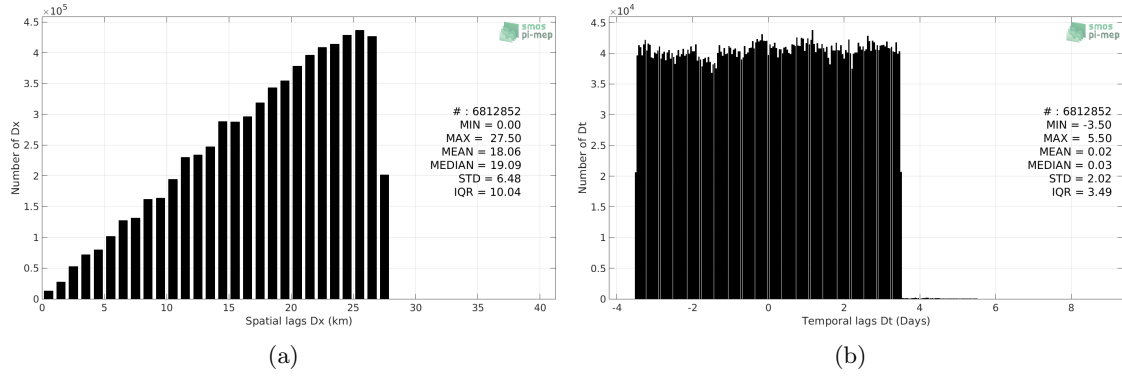 ×10⁵
4.5
4
3.5
3
2.5
2
1.5
1
0.5
0
Number of Dx
smos
pi-mep
# : 6812852
MIN = 0.00
MAX = 27.50
MEAN = 18.06
MEDIAN = 19.09
STD = 6.48
IQR = 10.04
0 5 10 15 20 25 30 35 40
Spatial lags Dx (km)
(a)
×10⁴
4.5
4
3.5
3
2.5
2
1.5
1
0.5
0
Number of Dt
smos
pi-mep
# : 6812852
MIN = -3.50
MAX = 5.50
MEAN = 0.02
MEDIAN = 0.03
STD = 2.02
IQR = 3.49
-4 -2 0 2 4 6 8
Temporal lags Dt (Days)
(b)